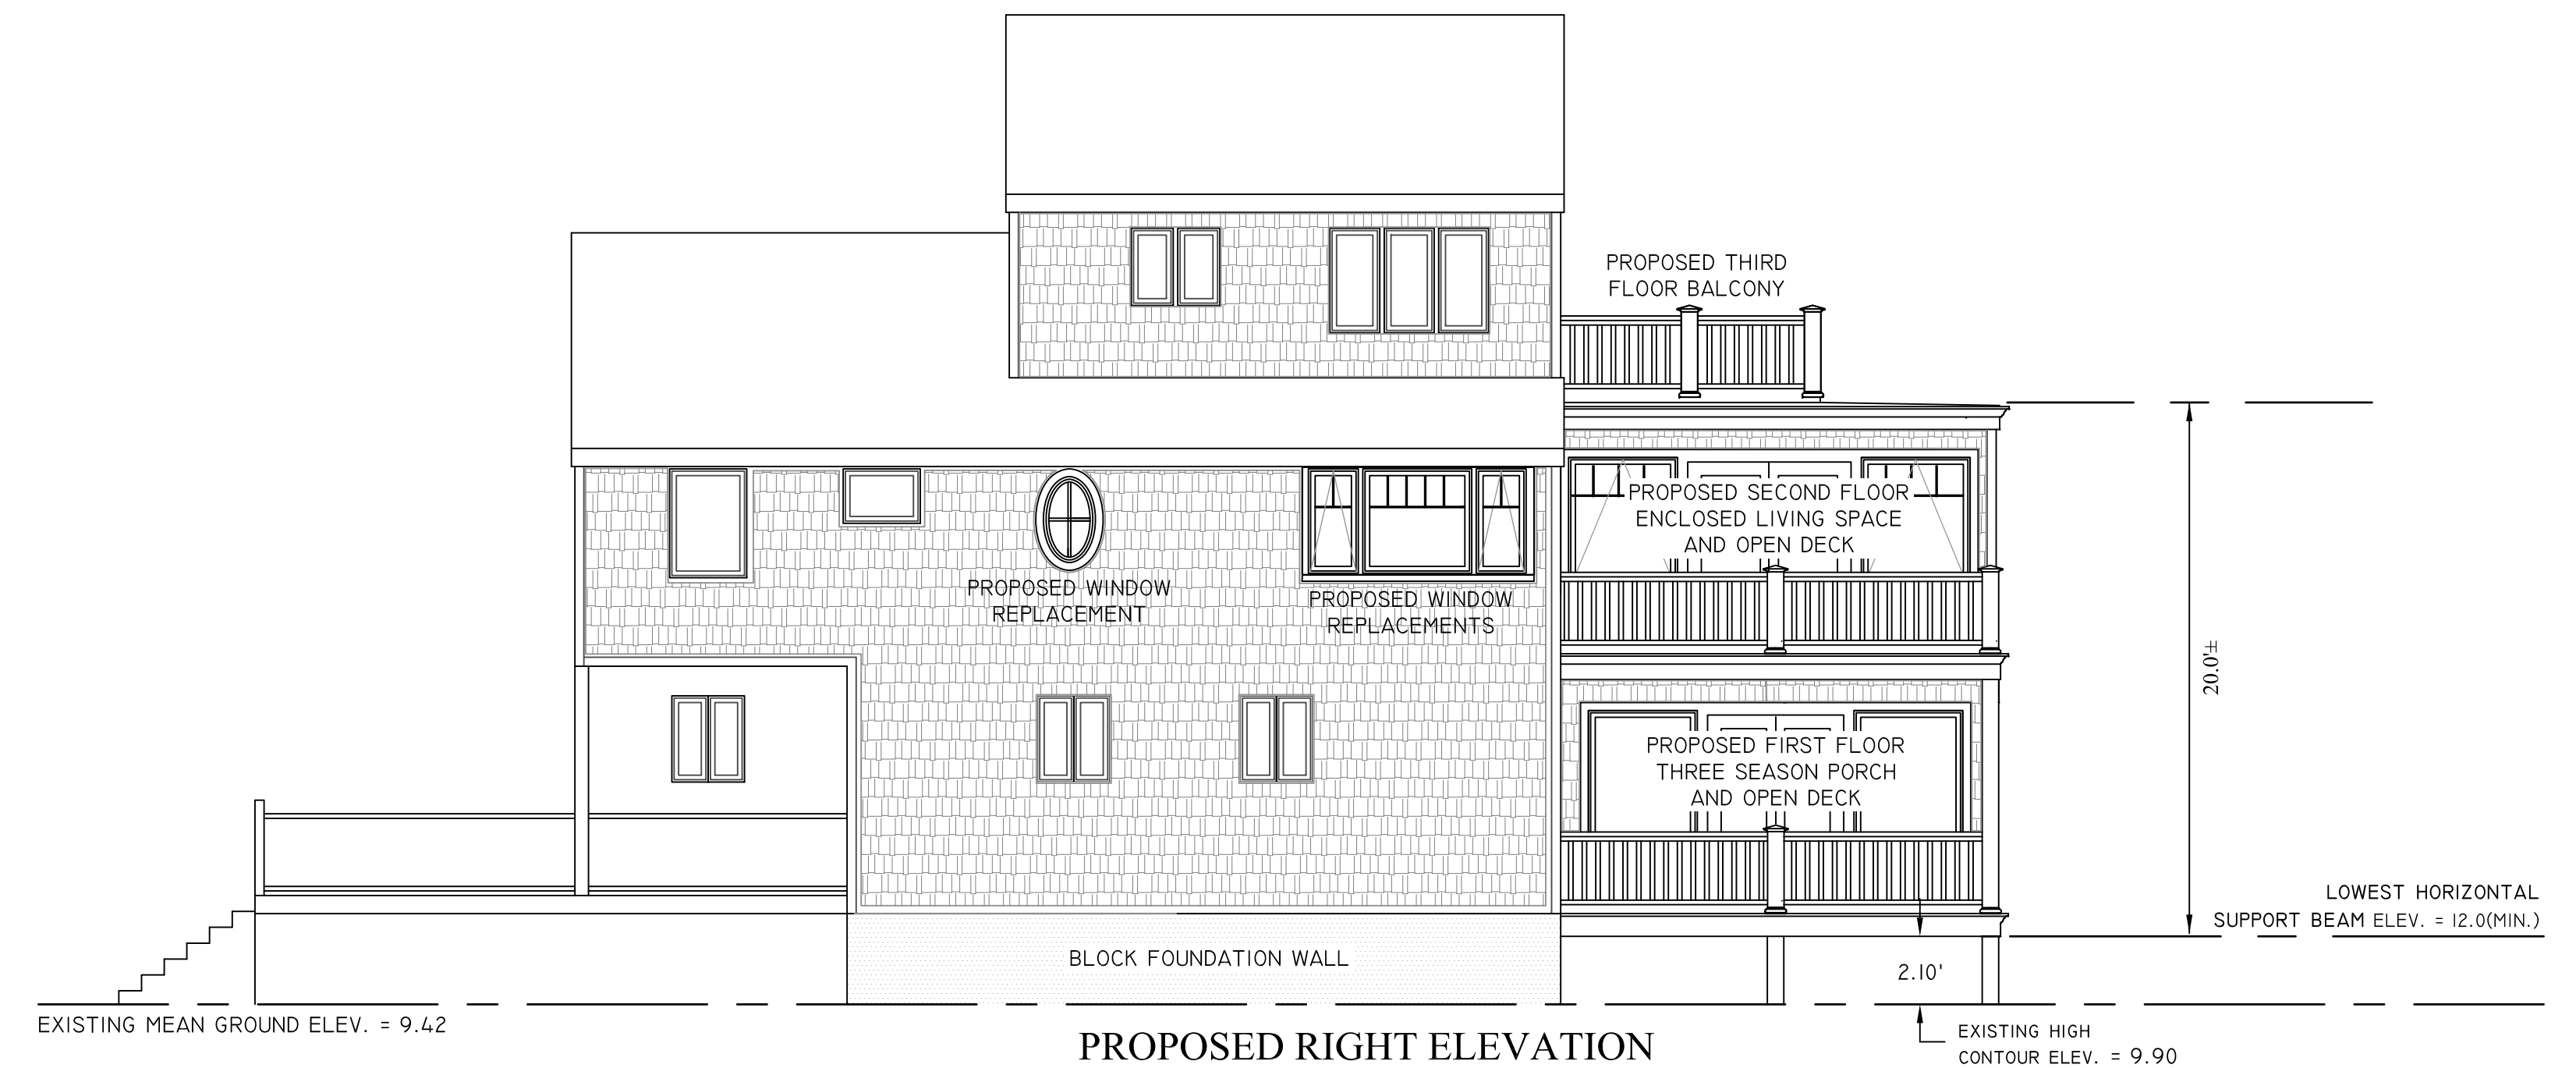 PROPOSED THIRD
FLOOR BALCONY
PROPOSED SECOND FLOOR
ENCLOSED LIVING SPACE
AND OPEN DECK
PROPOSED WINDOW
REPLACEMENT
PROPOSED WINDOW
REPLACEMENTS
20.0'±
PROPOSED FIRST FLOOR
THREE SEASON PORCH
AND OPEN DECK
LOWEST HORIZONTAL
SUPPORT BEAM ELEV. = 12.0(MIN.)
BLOCK FOUNDATION WALL
2.10'
EXISTING MEAN GROUND ELEV. = 9.42
PROPOSED RIGHT ELEVATION
EXISTING HIGH
CONTOUR ELEV. = 9.90